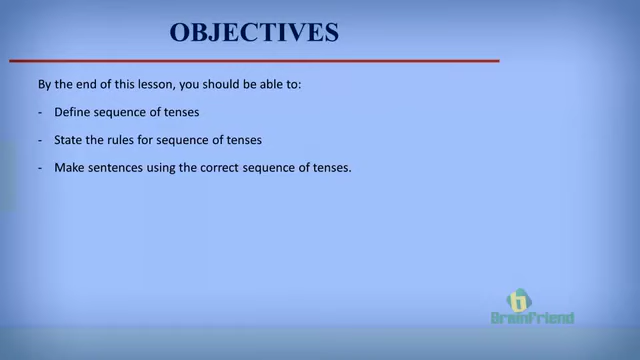 OBJECTIVES
By the end of this lesson, you should be able to:
- Define sequence of tenses
- State the rules for sequence of tenses
- Make sentences using the correct sequence of tenses.
BrainFriend